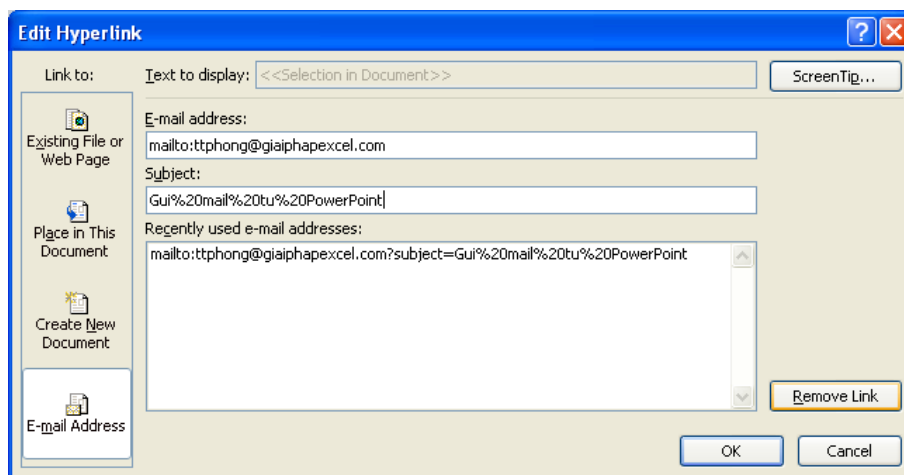 Edit Hyperlink
Link to:
Text to display: <<Selection in Document>>
ScreenTip...
Existing File or
Web Page
Place in This
Document
Create New
Document
E-mail Address
E-mail address:
mailto:ttphong@giaiphapexcel.com
Subject:
Gui%20mail%20tu%20PowerPoint
Recently used e-mail addresses:
mailto:ttphong@giaiphapexcel.com?subject=Gui%20mail%20tu%20PowerPoint
Remove Link
OK
Cancel